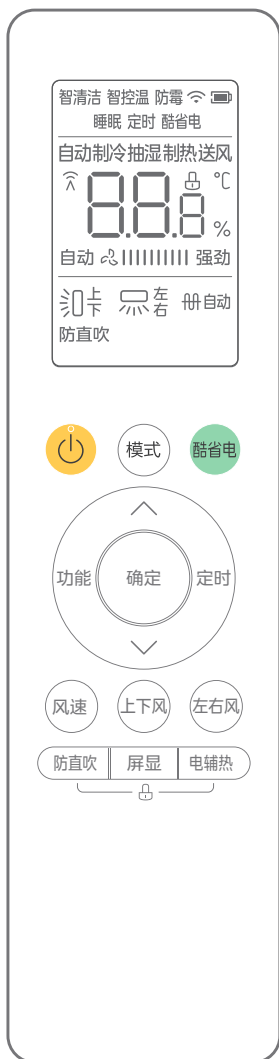 智清洁 智控温 防霉
睡眠 定时 酷省电
自动制冷抽湿制热送风
88.8 ℃
%
自动 强劲
上下 左右 自动
防直吹
模式 酷省电
功能 确定 定时
风速 上下风 左右风
防直吹 屏显 电辅热